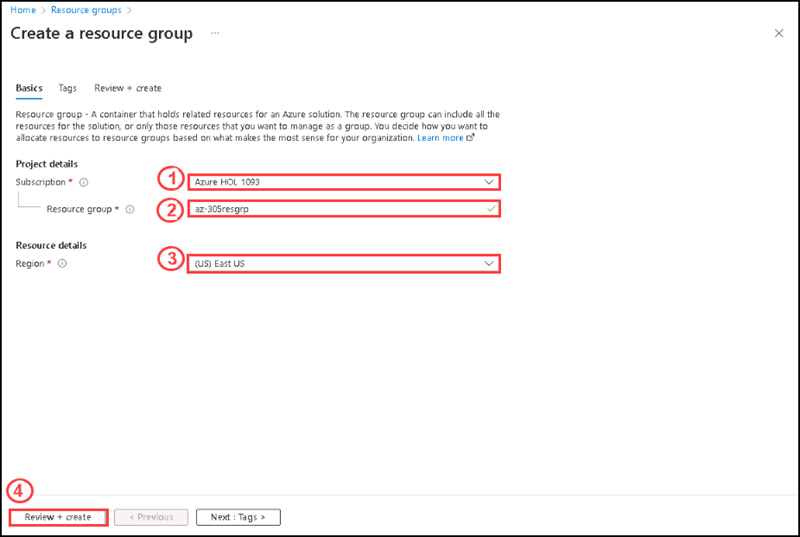 Home > Resource groups >
Create a resource group ...
Basics Tags Review + create
Resource group - A container that holds related resources for an Azure solution. The resource group can include all the
resources for the solution, or only those resources that you want to manage as a group. You decide how you want to
allocate resources to resource groups based on what makes the most sense for your organization. Learn more
Project details
Subscription * 1 Azure HOL 1093
Resource group * 2 az-305resgrp
Resource details
Region * 3 (US) East US
4
Review + create < Previous Next : Tags >